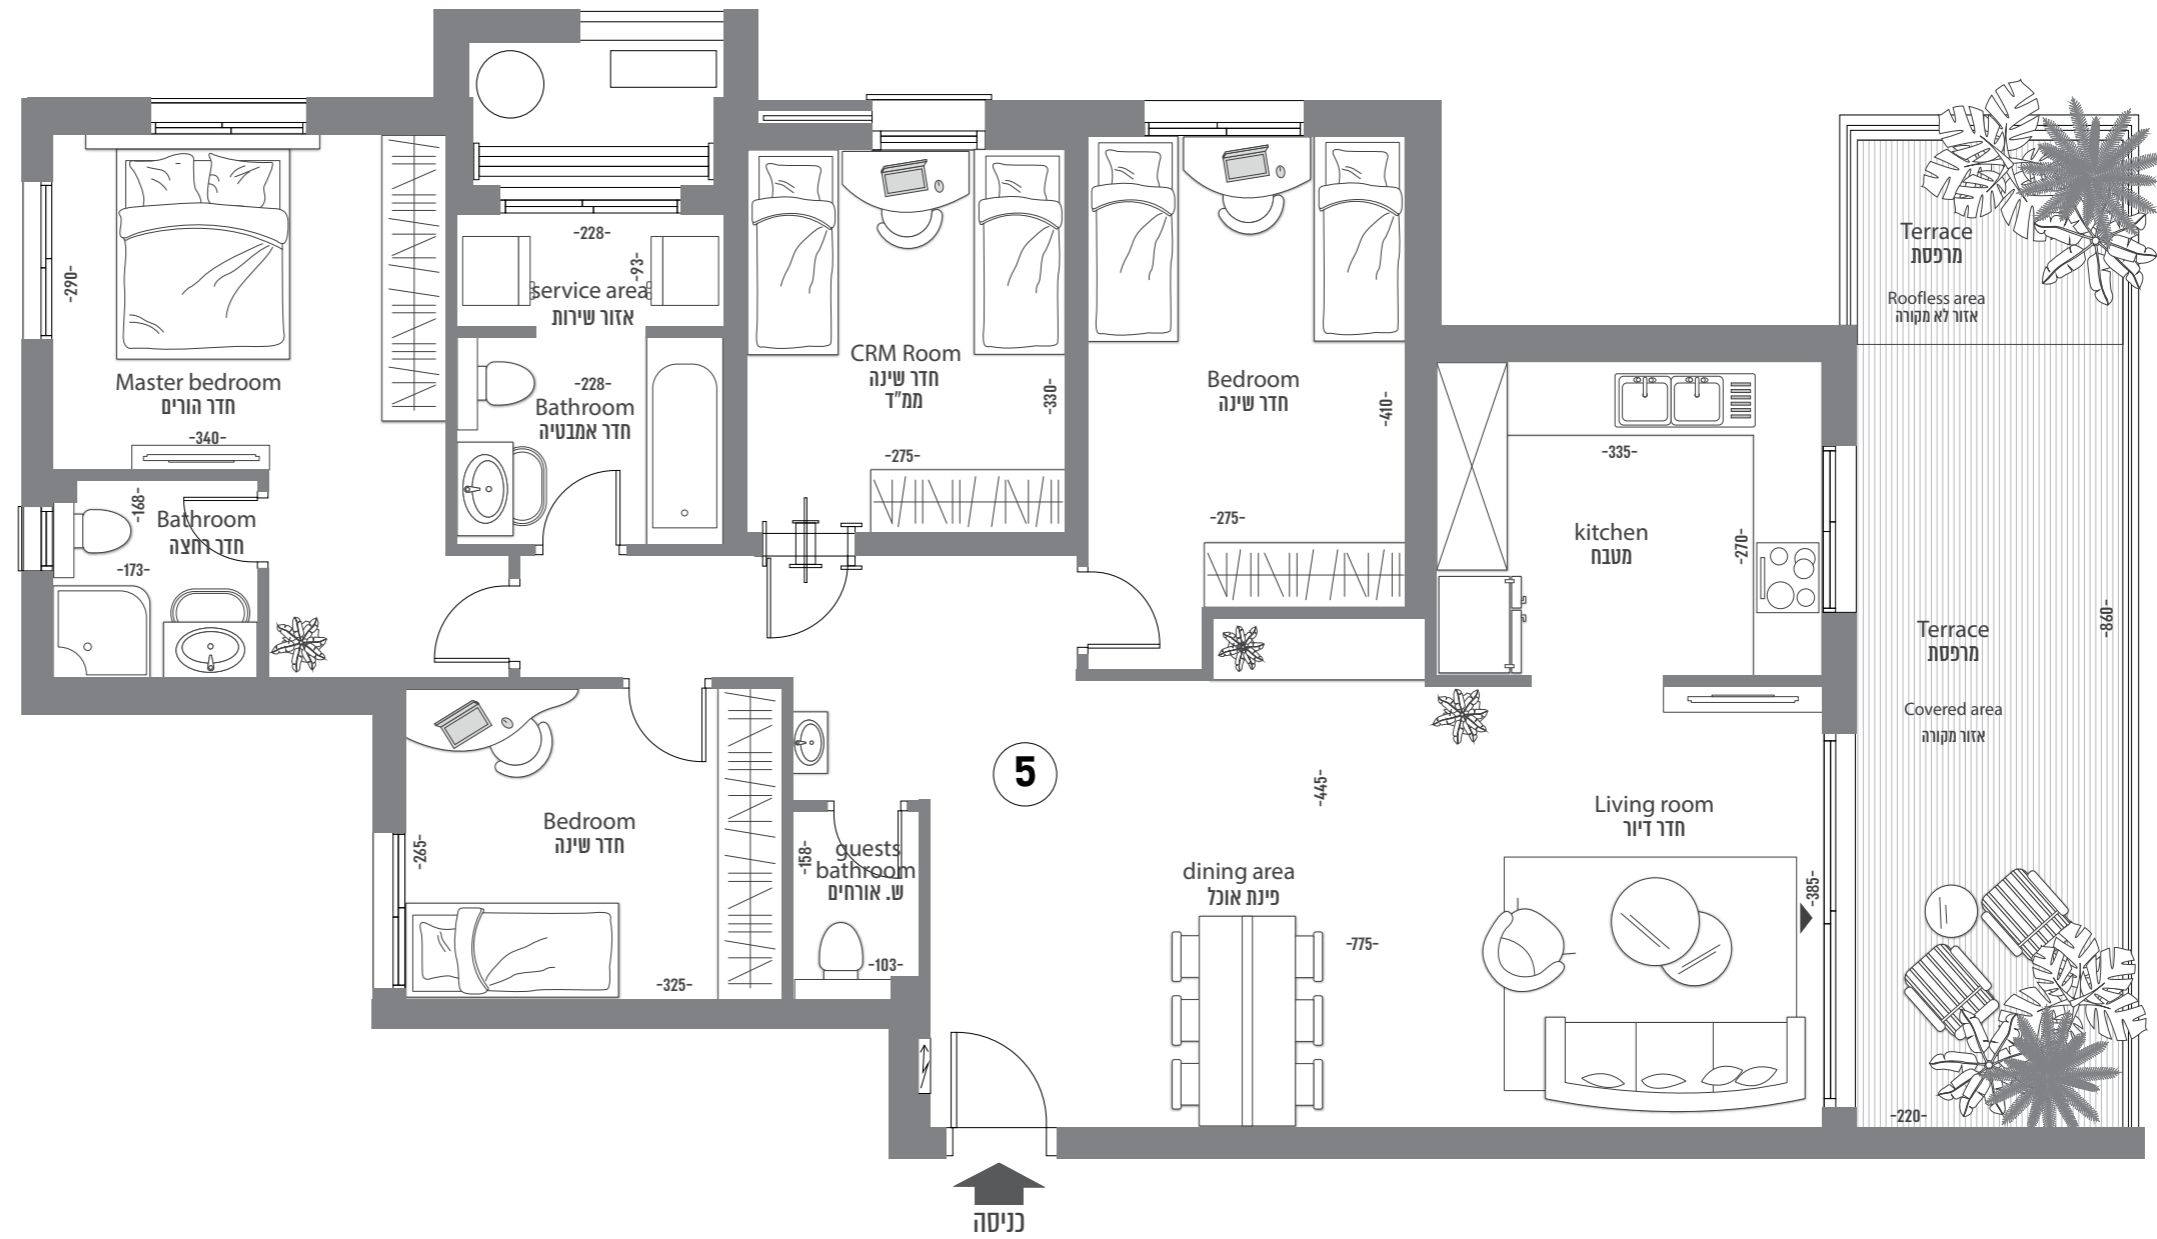 Terrace
מרפסת
Roofless area
אזור לא מקורה
-228-
-93-
service area
אזור שירות
-290-
Master bedroom
חדר הורים
-340-
-228-
Bathroom
חדר אמבטיה
CRM Room
חדר שינה
ממ"ד
-330-
-275-
Bedroom
חדר שינה
-410-
-275-
-335-
kitchen
מטבח
-270-
-168-
Bathroom
חדר רחצה
-173-
Terrace
מרפסת
-860-
Covered area
אזור מקורה
5
-445-
Living room
חדר דיור
-385-
Bedroom
חדר שינה
-265-
-325-
-158-
guests
bathroom
ש. אורחים
-103-
dining area
פינת אוכל
-775-
-220-
כניסה